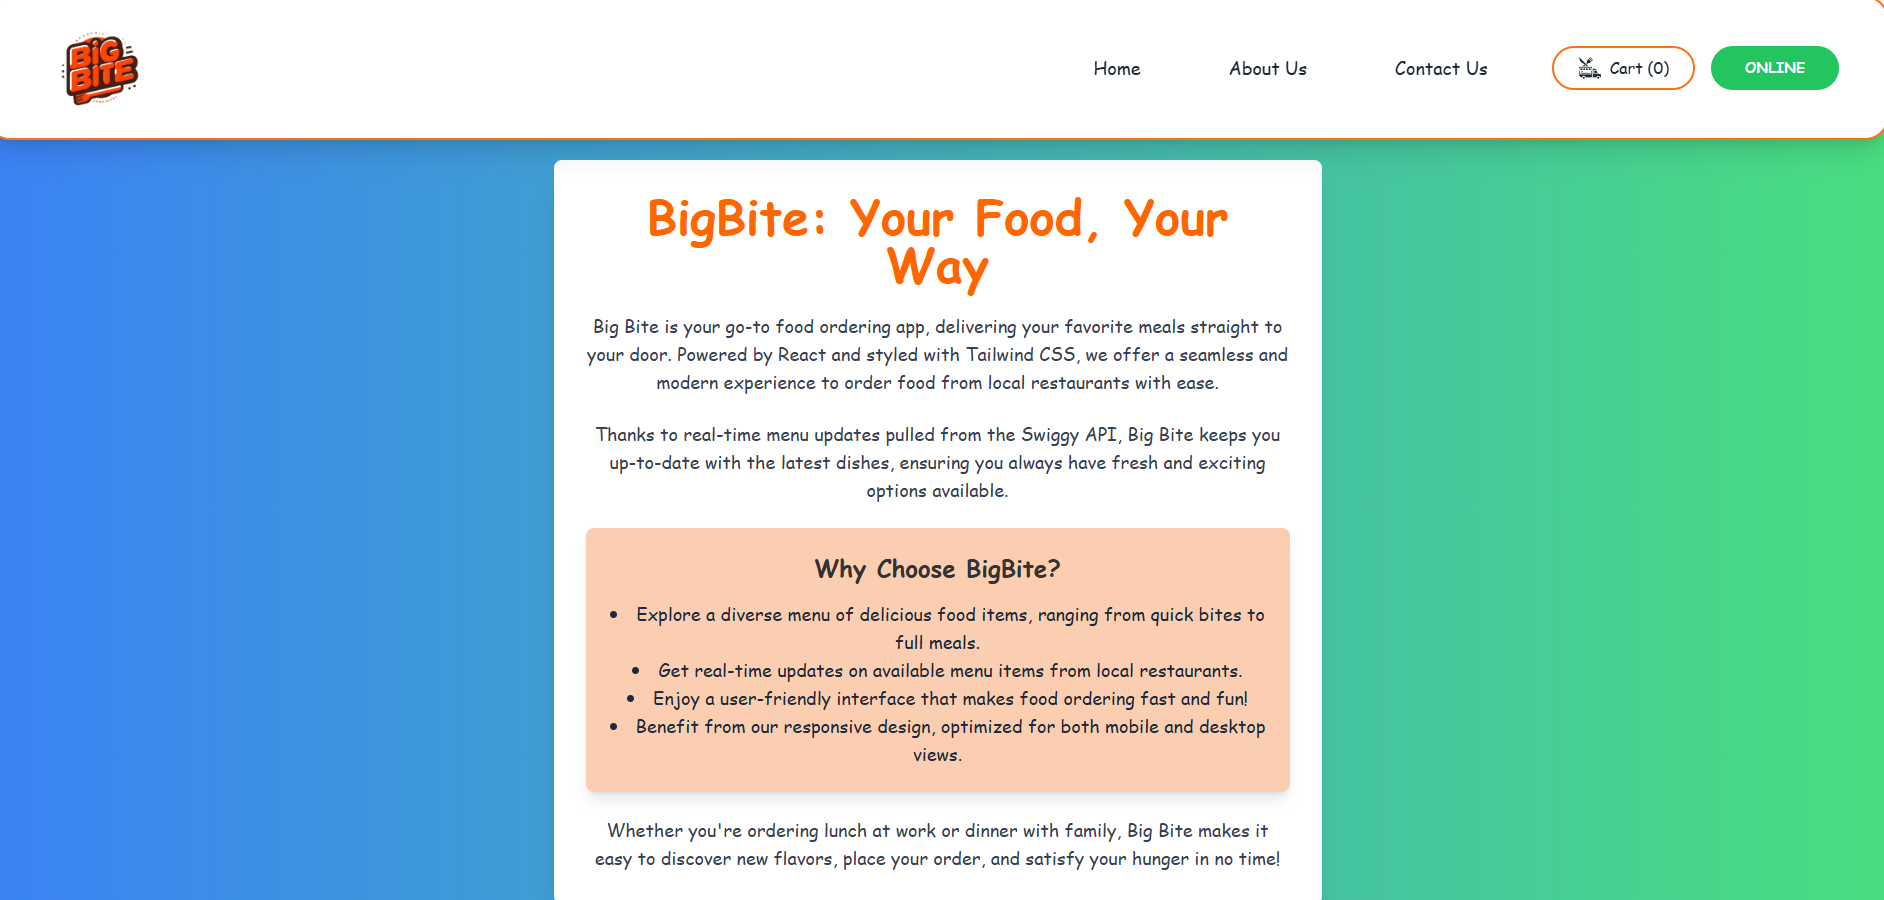 BiG
BiTE
Home
About Us
Contact Us
Cart (0)
ONLINE
BigBite: Your Food, Your
Way
Big Bite is your go-to food ordering app, delivering your favorite meals straight to
your door. Powered by React and styled with Tailwind CSS, we offer a seamless and
modern experience to order food from local restaurants with ease.
Thanks to real-time menu updates pulled from the Swiggy API, Big Bite keeps you
up-to-date with the latest dishes, ensuring you always have fresh and exciting
options available.
Why Choose BigBite?
• Explore a diverse menu of delicious food items, ranging from quick bites to
full meals.
• Get real-time updates on available menu items from local restaurants.
• Enjoy a user-friendly interface that makes food ordering fast and fun!
• Benefit from our responsive design, optimized for both mobile and desktop
views.
Whether you're ordering lunch at work or dinner with family, Big Bite makes it
easy to discover new flavors, place your order, and satisfy your hunger in no time!